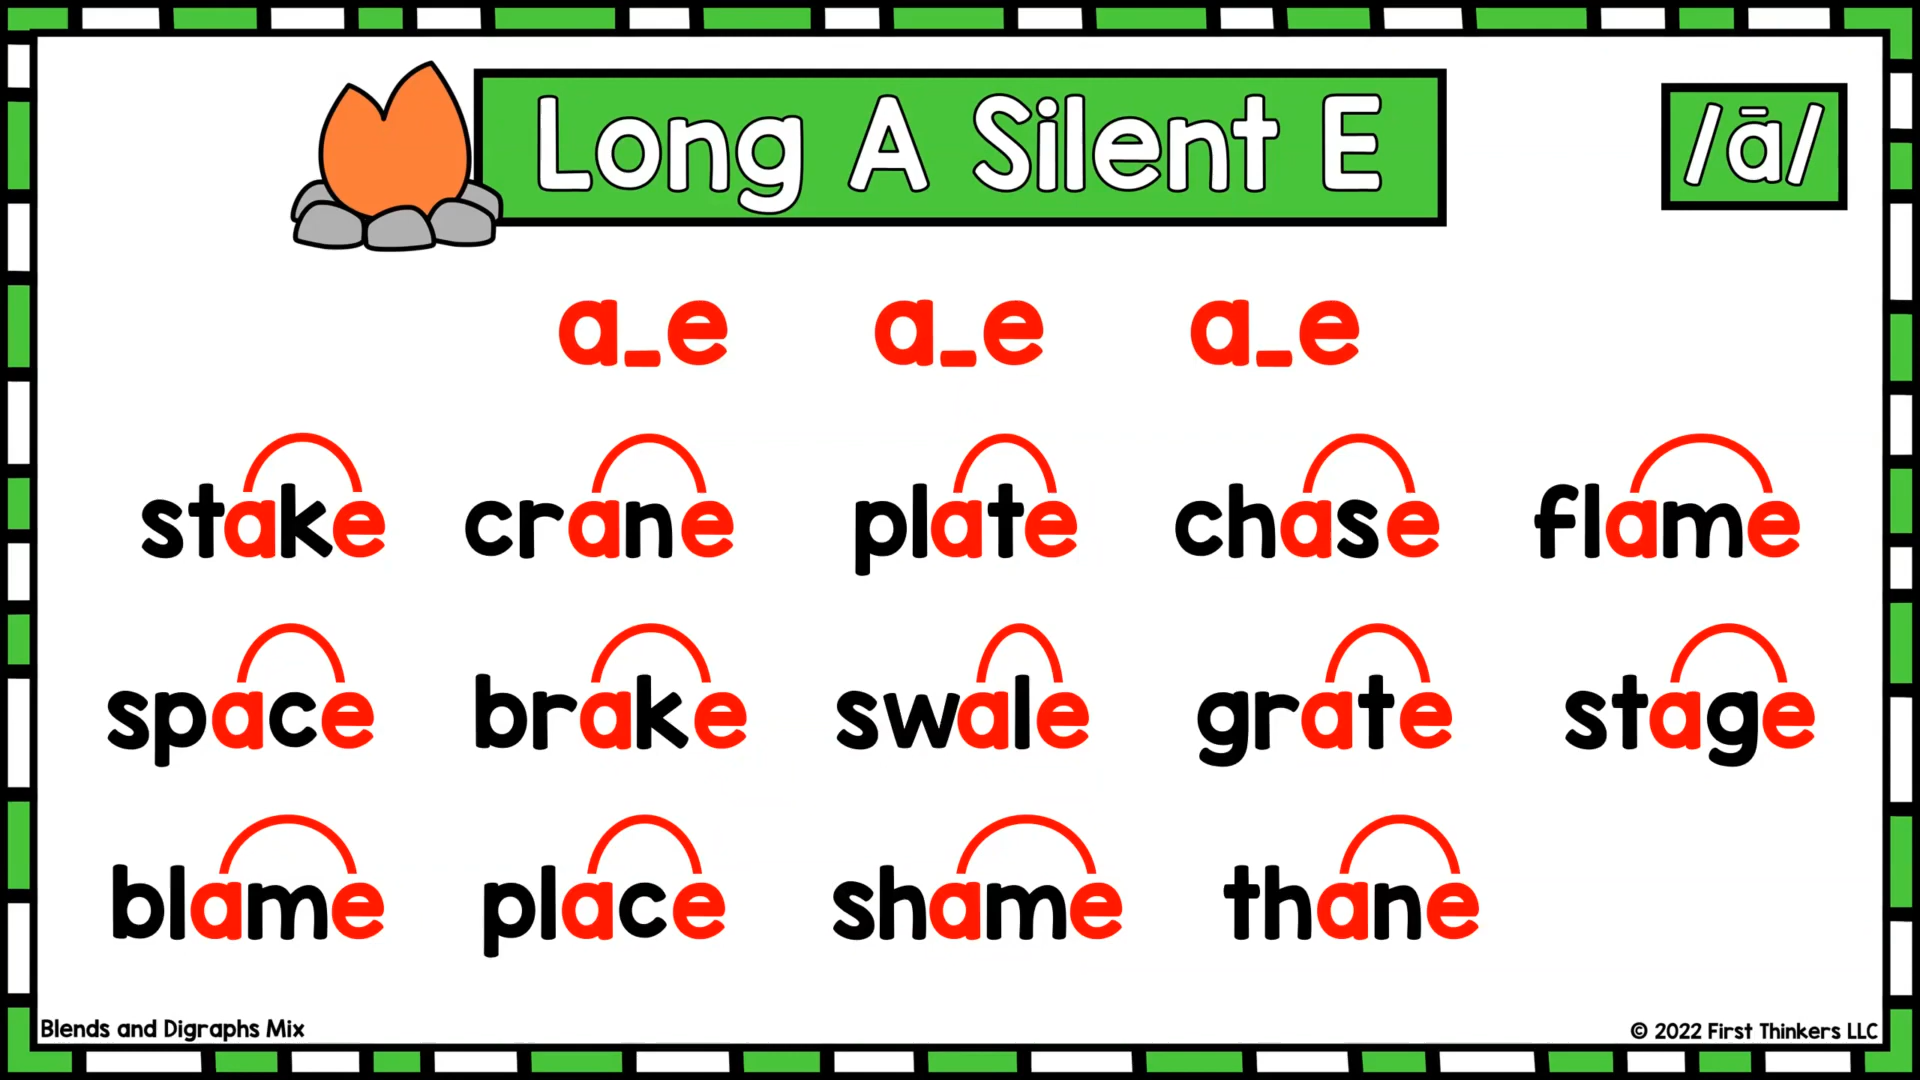 Long A Silent E
/ā/
a_e a_e a_e
stake crane plate chase flame
space brake swale grate stage
blame place shame thane
Blends and Digraphs Mix
© 2022 First Thinkers LLC